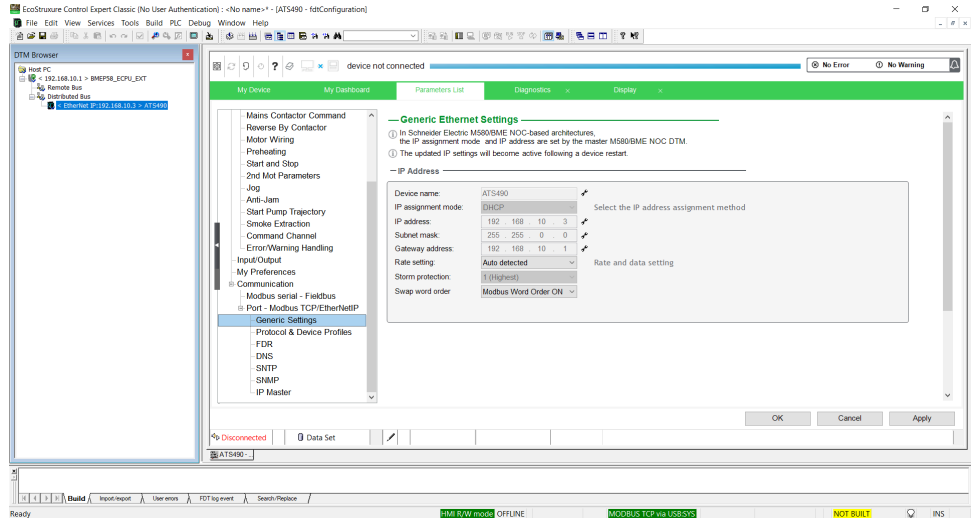 EcoStruxure Control Expert Classic (No User Authentication) : <No name>* - [ATS490 - fdtConfiguration]
File Edit View Services Tools Build PLC Debug Window Help
DTM Browser
Host PC
< 192.168.10.1 > BMEP58_ECPU_EXT
Remote Bus
Distributed Bus
< EtherNet IP:192.168.10.3 > ATS490
device not connected
No Error
No Warning
My Device
My Dashboard
Parameters List
Diagnostics ×
Display ×
Mains Contactor Command
Reverse By Contactor
Motor Wiring
Preheating
Start and Stop
2nd Mot Parameters
Jog
Anti-Jam
Start Pump Trajectory
Smoke Extraction
Command Channel
Error/Warning Handling
Input/Output
My Preferences
Communication
Modbus serial - Fieldbus
Port - Modbus TCP/EtherNetIP
Generic Settings
Protocol & Device Profiles
FDR
DNS
SNTP
SNMP
IP Master
Generic Ethernet Settings
In Schneider Electric M580/BME NOC-based architectures,
the IP assignment mode and IP address are set by the master M580/BME NOC DTM.
The updated IP settings will become active following a device restart.
IP Address
Device name: ATS490
IP assignment mode: DHCP Select the IP address assignment method
IP address: 192 . 168 . 10 . 3
Subnet mask: 255 . 255 . 0 . 0
Gateway address: 192 . 168 . 10 . 1
Rate setting: Auto detected Rate and data setting
Storm protection: 1 (Highest)
Swap word order Modbus Word Order ON
OK Cancel Apply
Disconnected Data Set
ATS490 - ..
Build Import/export User errors FDT log event Search/Replace
Ready HMI R/W mode OFFLINE MODBUS TCP via USB:SYS NOT BUILT INS